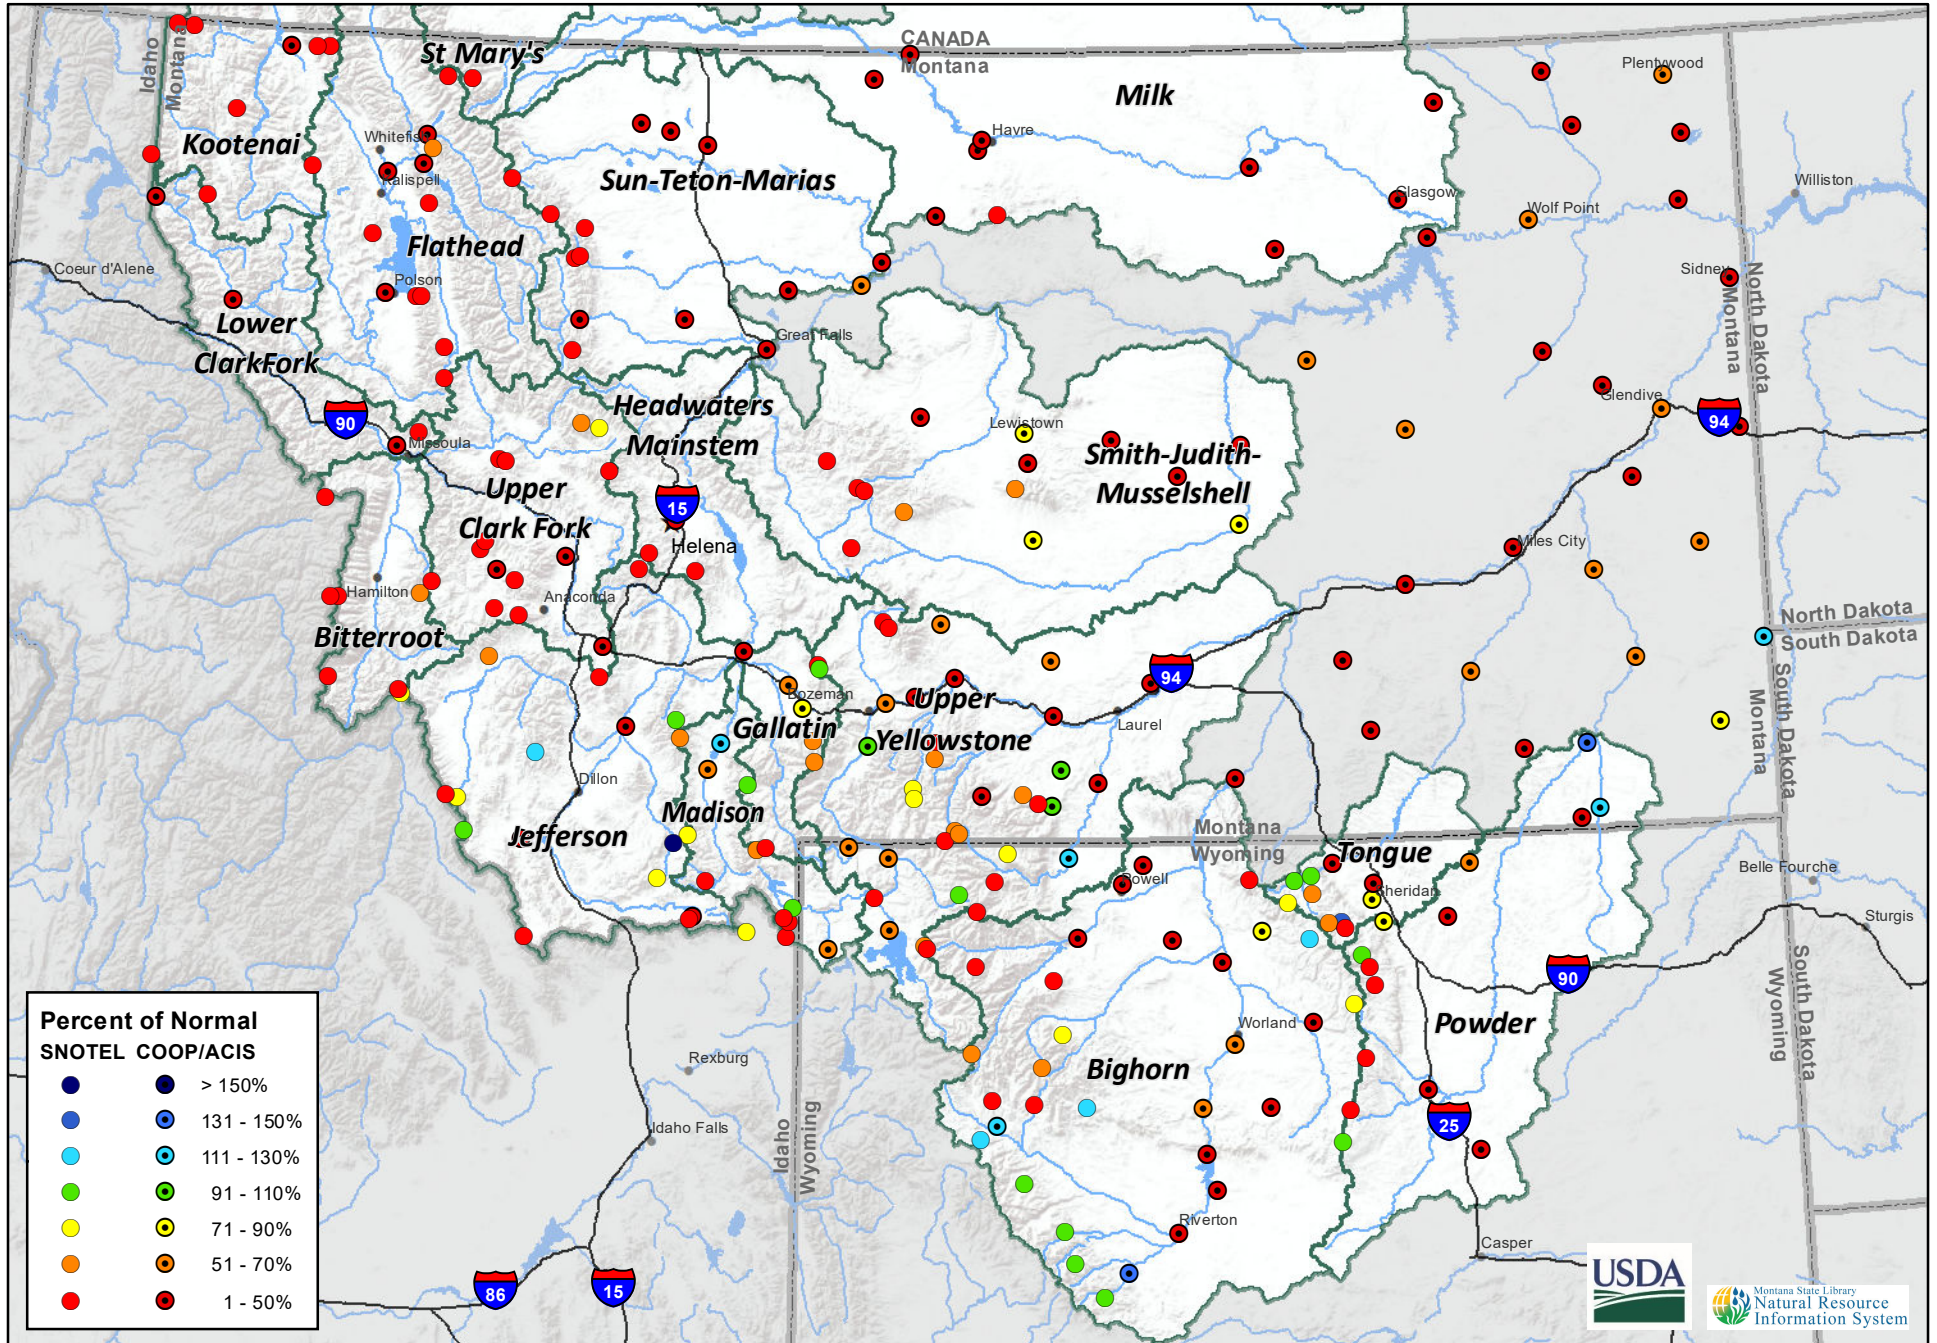 CANADA
Montana
Idaho
Montana
St Mary's
Milk
Plentywood
Kootenai
Whitefis
Kalispell
Havre
Sun-Teton-Marias
Glasgow
Williston
Wolf Point
Flathead
Coeur d'Alene
Polson
Sidney
North Dakota
Montana
Lower
ClarkFork
Great Falls
Headwaters
Mainstem
Lewistown
Glendive
90
94
Missoula
Smith-Judith-
Musselshell
Upper
Clark Fork
15
Helena
Miles City
Hamilton
Anaconda
Bitterroot
North Dakota
South Dakota
Bozeman
Gallatin
Upper
Yellowstone
94
Laurel
South Dakota
Montana
Dillon
Madison
Jefferson
Montana
Wyoming
Tongue
Powell
Sheridan
Belle Fourche
Sturgis
90
South Dakota
Wyoming
Powder
Worland
Bighorn
Rexburg
Idaho Falls
Idaho
Wyoming
25
Riverton
Casper
86
15
Percent of Normal
SNOTEL COOP/ACIS
> 150%
131 - 150%
111 - 130%
91 - 110%
71 - 90%
51 - 70%
1 - 50%
USDA
Montana State Library
Natural Resource
Information System